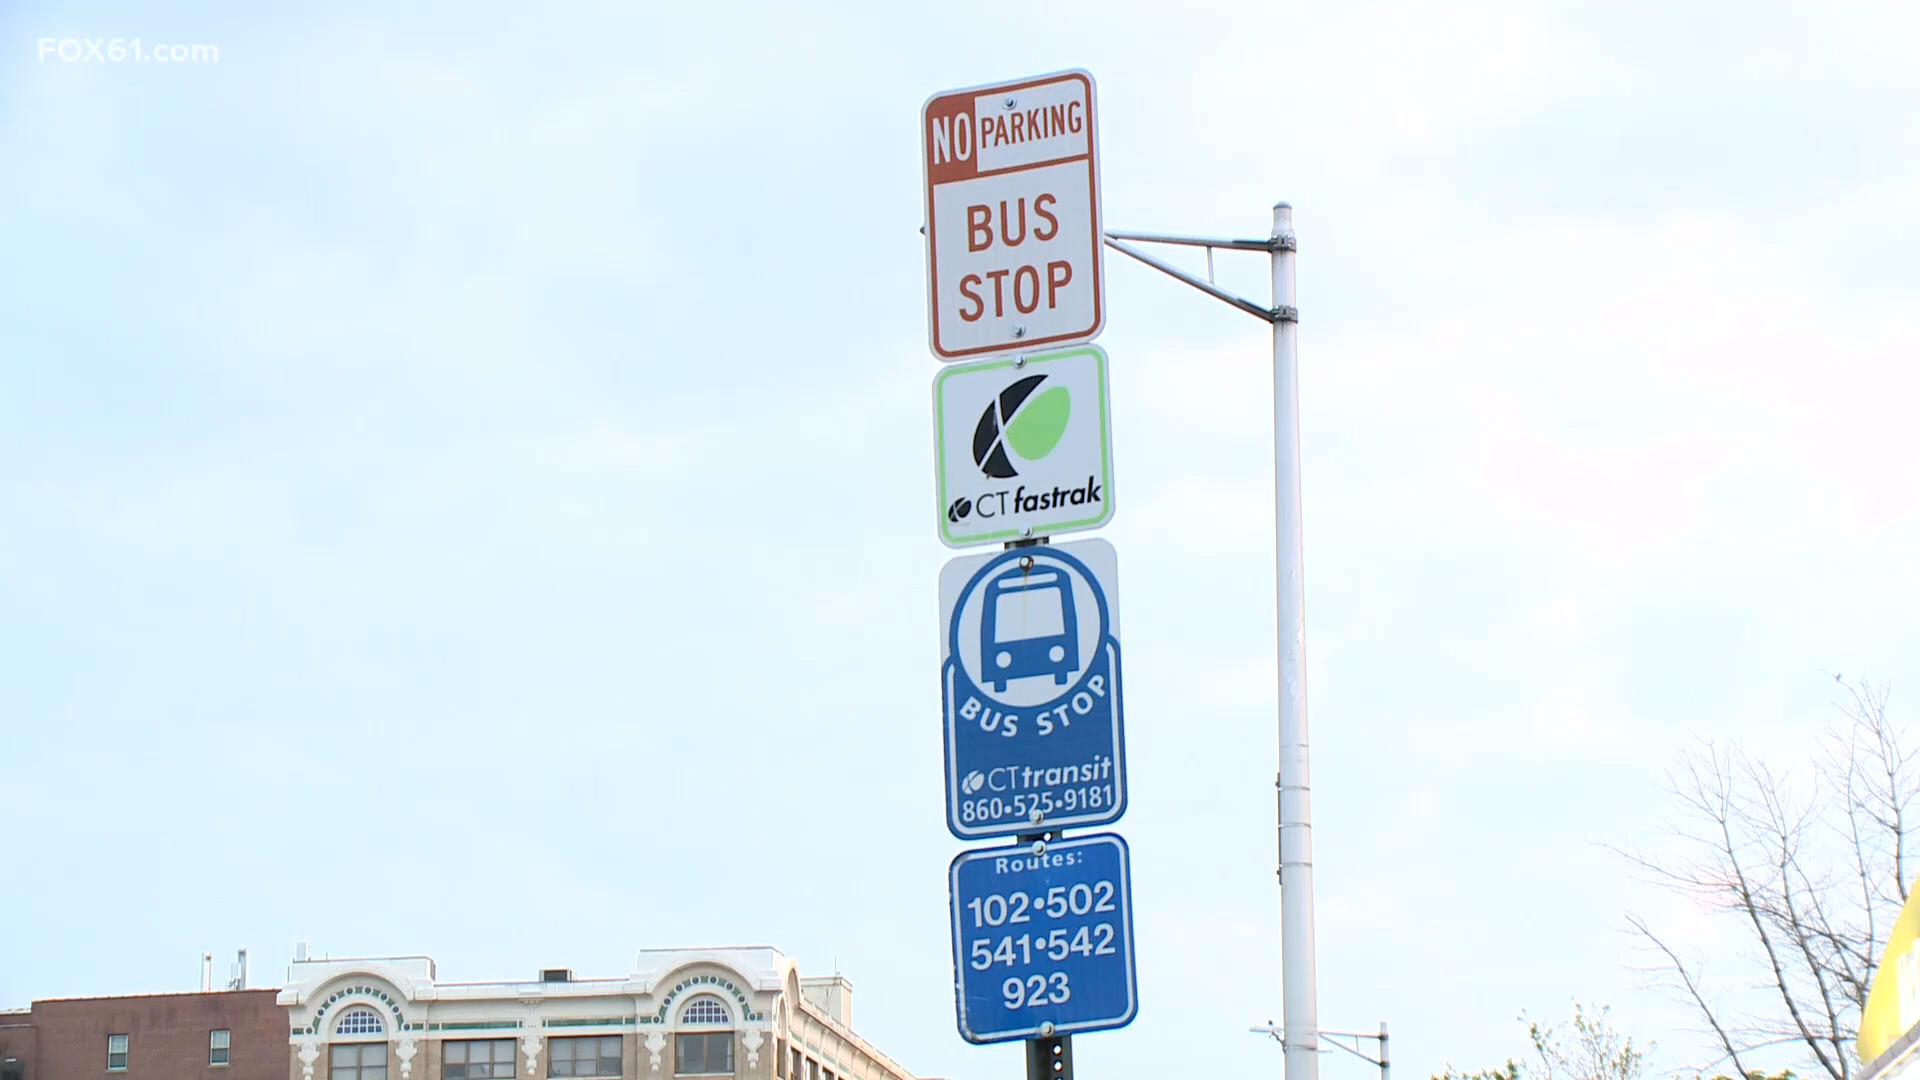 FOX61.com
NO PARKING
BUS
STOP
CT fastrak
BUS STOP
CTtransit
860•525•9181
Routes:
102•502
541•542
923